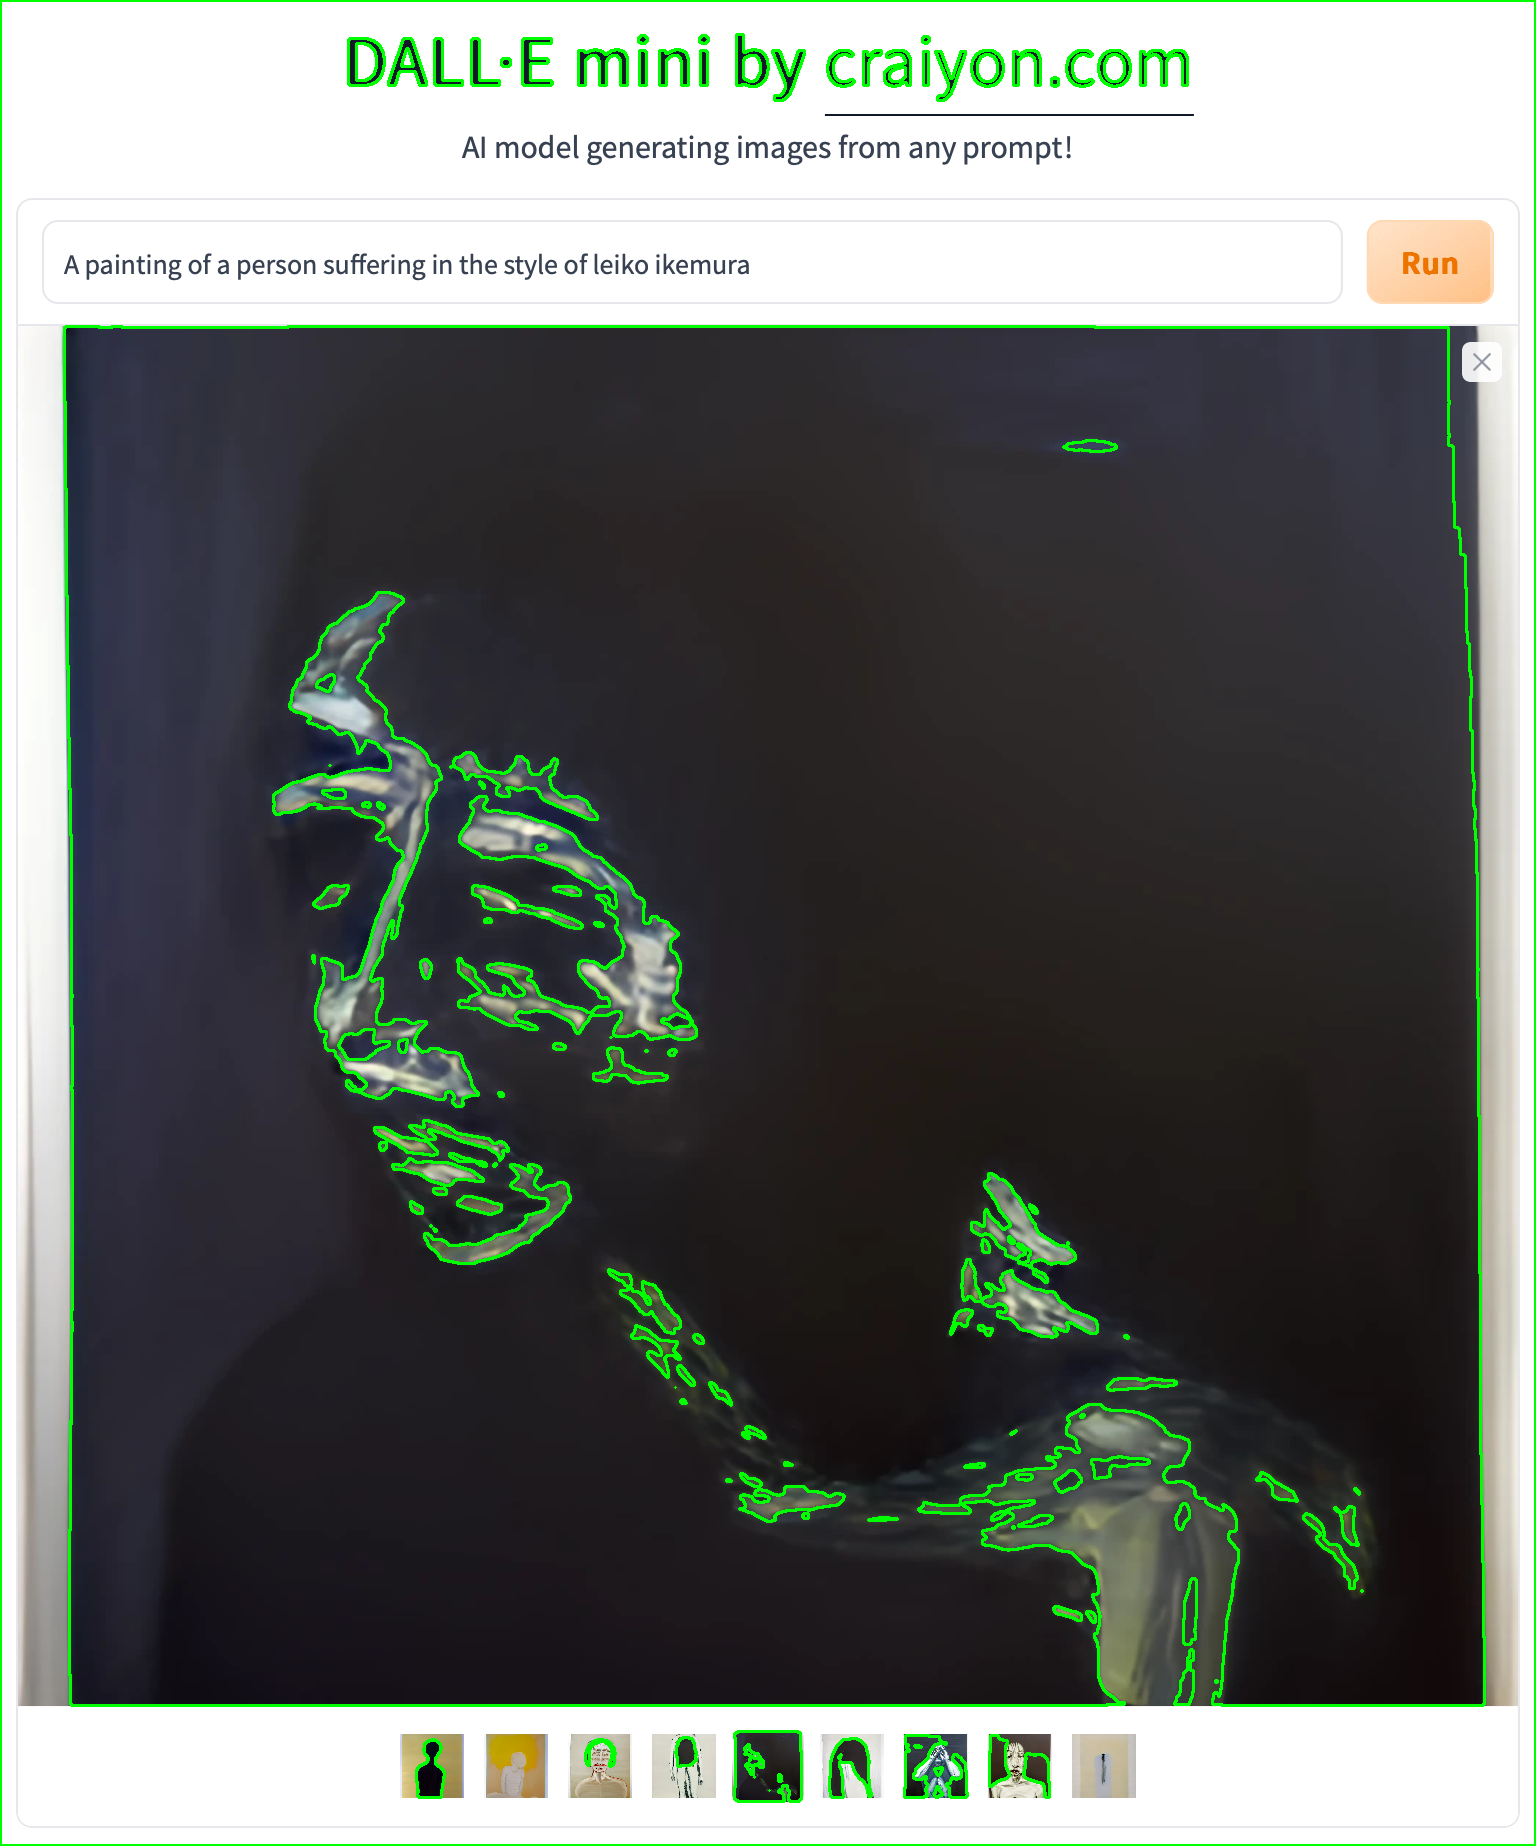 DALL·E mini by craiyon.com
AI model generating images from any prompt!
A painting of a person suffering in the style of leiko ikemura
Run